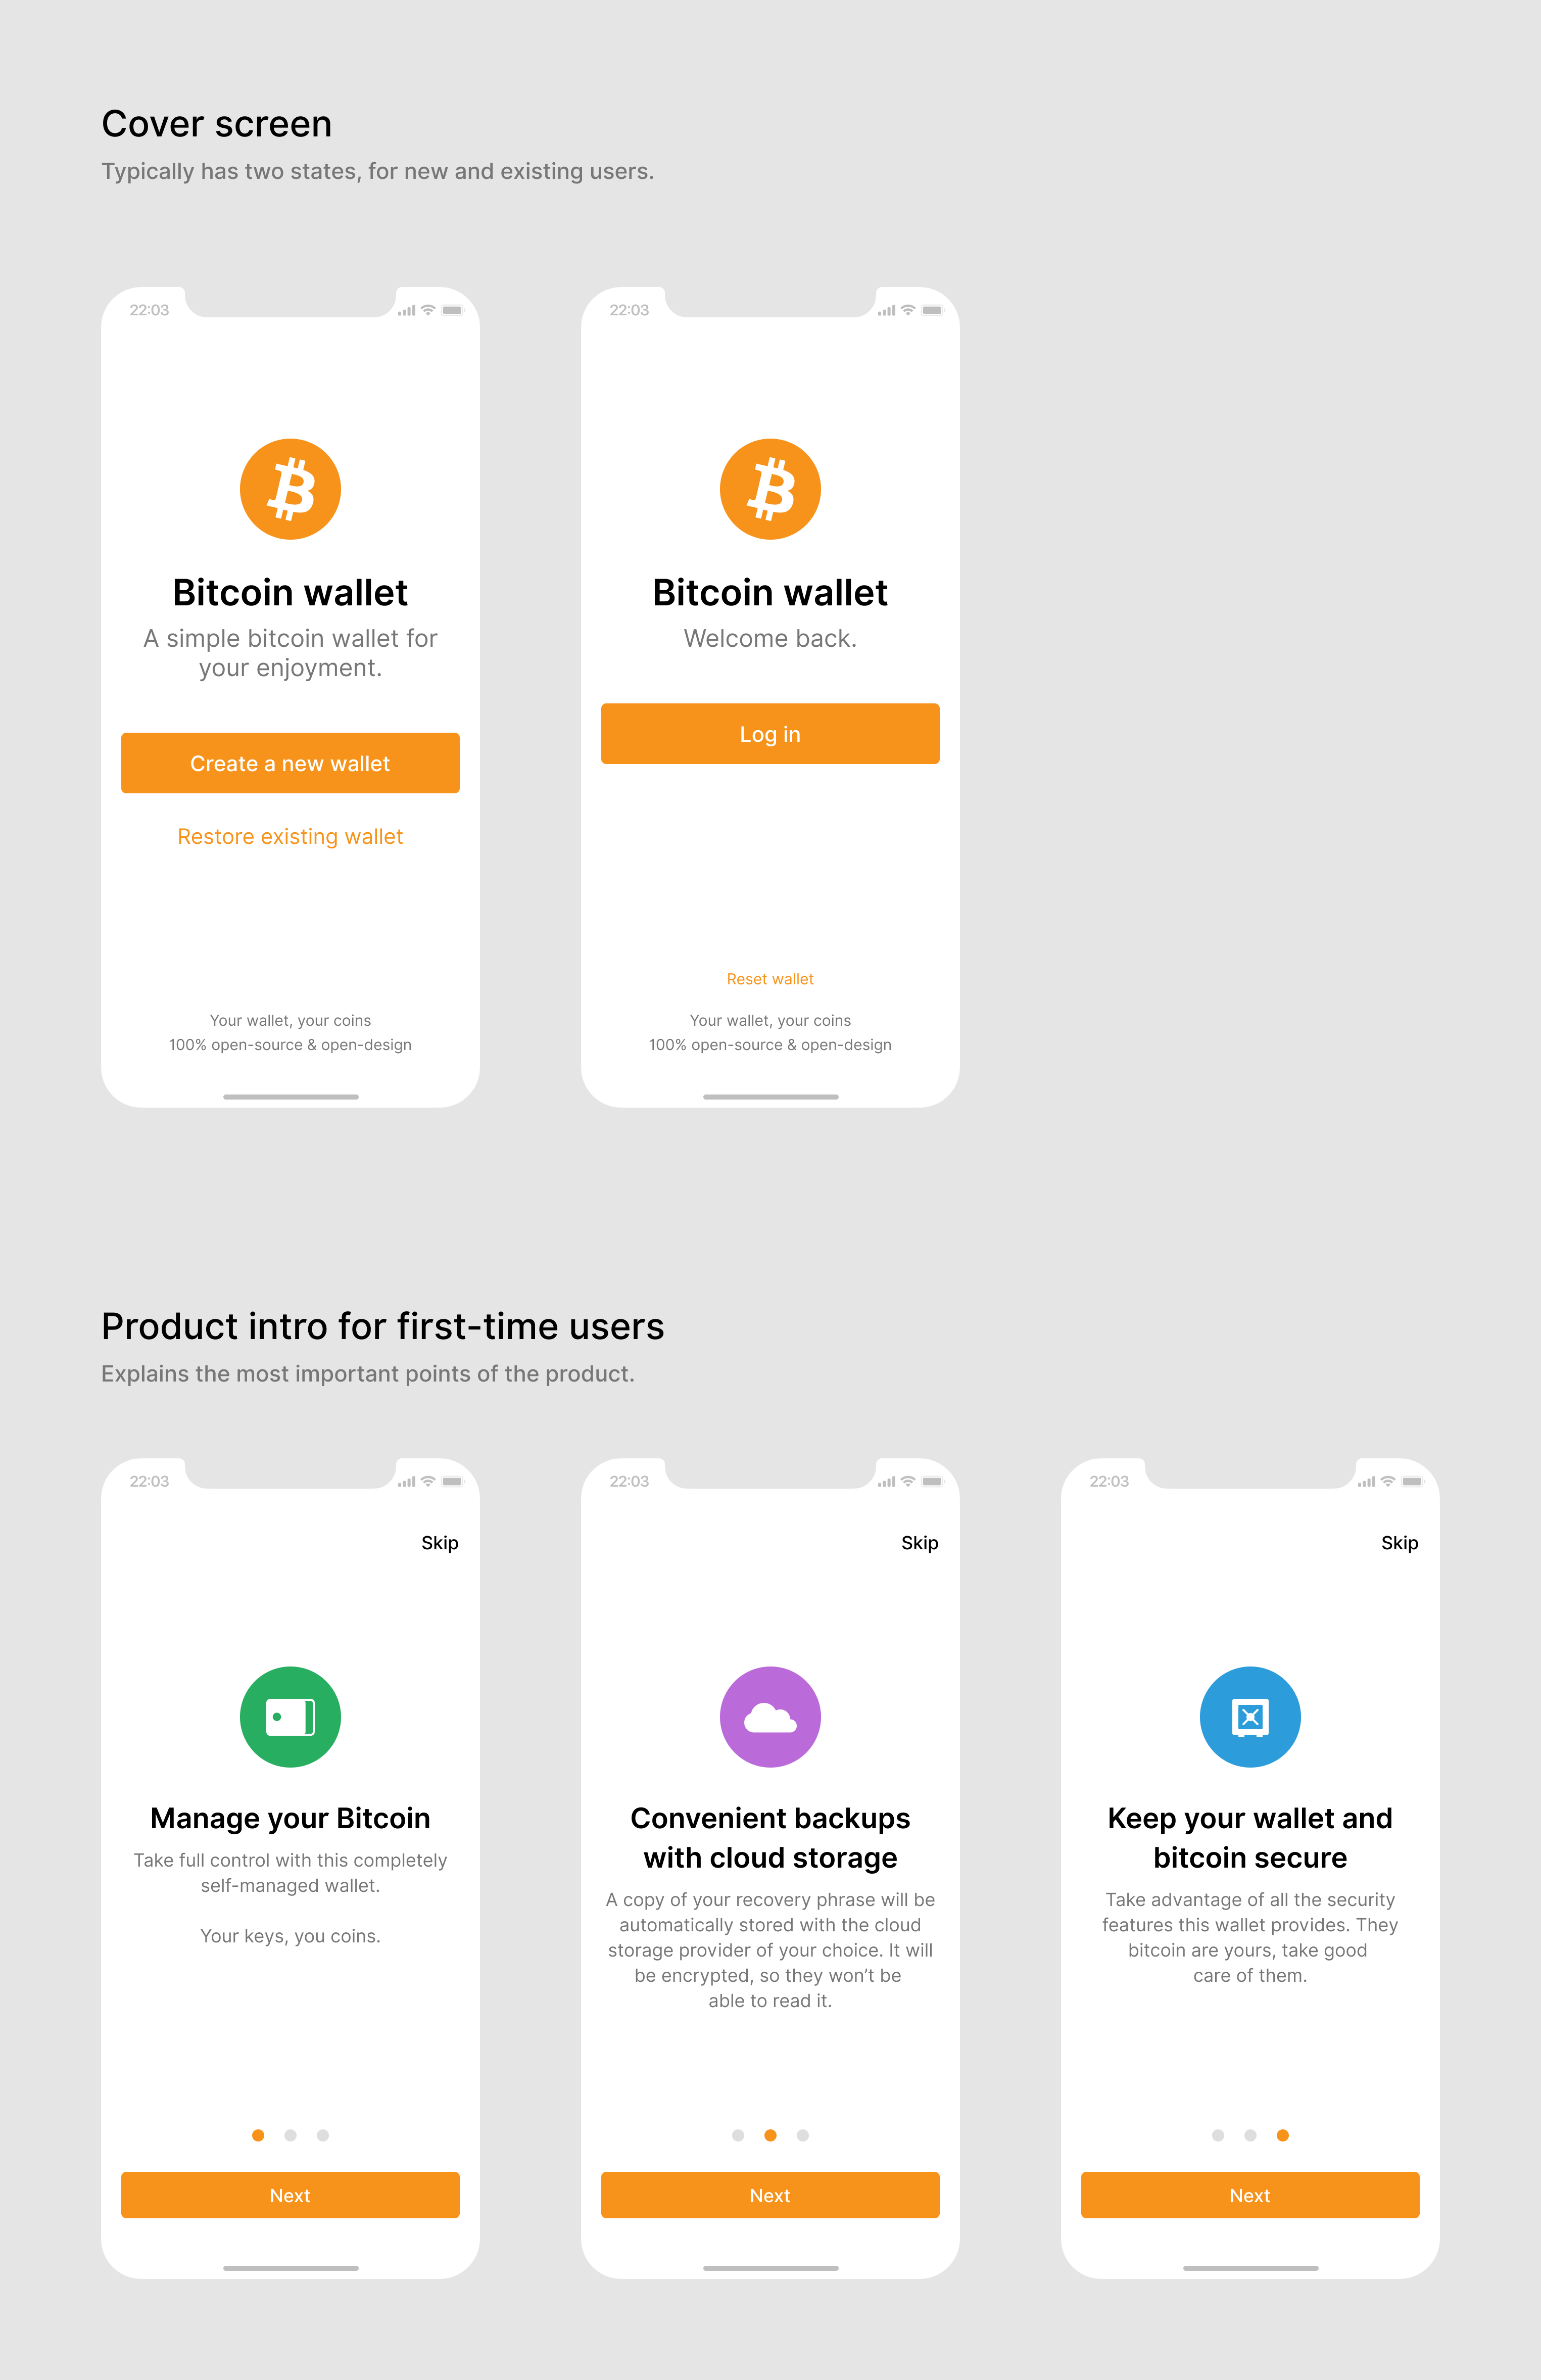 Cover screen
Typically has two states, for new and existing users.
22:03
Bitcoin wallet
A simple bitcoin wallet for
your enjoyment.
Create a new wallet
Restore existing wallet
Your wallet, your coins
100% open-source & open-design
22:03
Bitcoin wallet
Welcome back.
Log in
Reset wallet
Your wallet, your coins
100% open-source & open-design
Product intro for first-time users
Explains the most important points of the product.
22:03
Skip
Manage your Bitcoin
Take full control with this completely
self-managed wallet.
Your keys, you coins.
Next
22:03
Skip
Convenient backups
with cloud storage
A copy of your recovery phrase will be
automatically stored with the cloud
storage provider of your choice. It will
be encrypted, so they won’t be
able to read it.
Next
22:03
Skip
Keep your wallet and
bitcoin secure
Take advantage of all the security
features this wallet provides. They
bitcoin are yours, take good
care of them.
Next